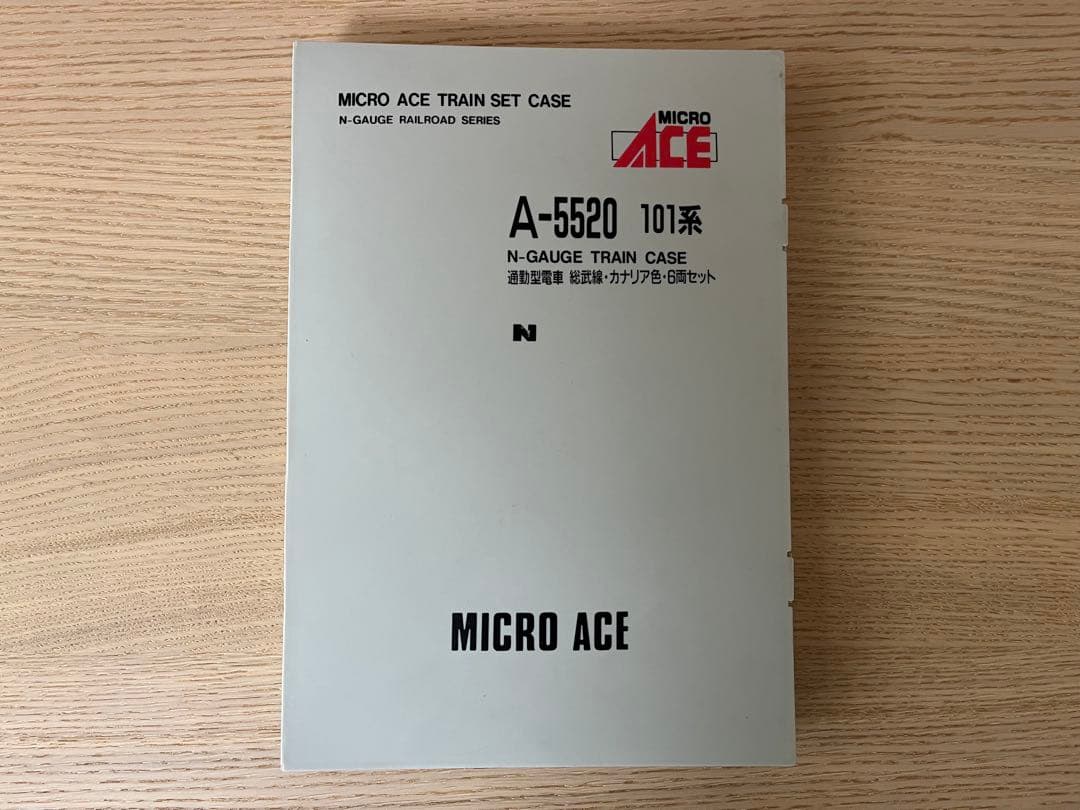 MICRO ACE TRAIN SET CASE
N-GAUGE RAILROAD SERIES
MICRO
ACE
A-5520 101系
N-GAUGE TRAIN CASE
通勤型電車 総武線・カナリア色・6両セット
N
MICRO ACE